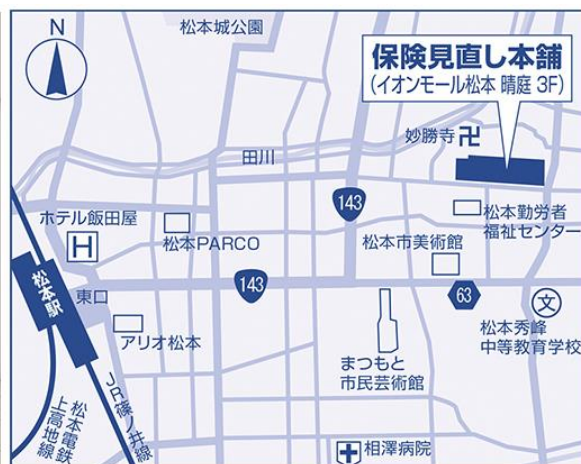 N
松本城公園
保険見直し本舗
(イオンモール松本 晴庭 3F)
妙勝寺
田川
143
ホテル飯田屋
H
松本PARCO
松本勤労者
福祉センター
松本市美術館
松本駅
東口
143
63
文
アリオ松本
松本秀峰
中等教育学校
まつもと
市民芸術館
松本電鉄
上高地線
JR篠ノ井線
相澤病院